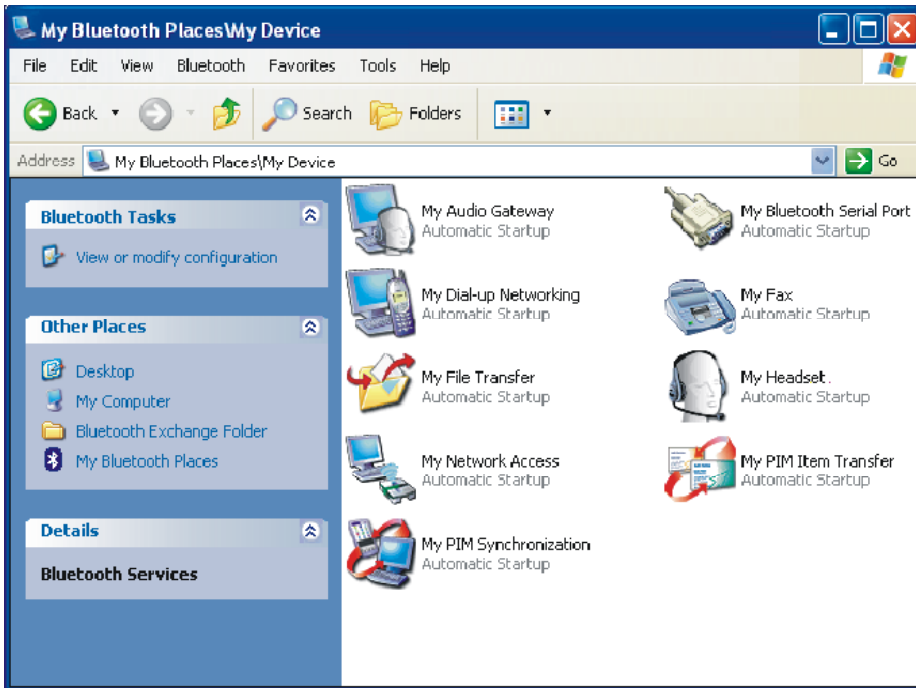 My Bluetooth Places\My Device
File Edit View Bluetooth Favorites Tools Help
Back Search Folders
Address My Bluetooth Places\My Device Go
Bluetooth Tasks
View or modify configuration
Other Places
Desktop
My Computer
Bluetooth Exchange Folder
My Bluetooth Places
Details
Bluetooth Services
My Audio Gateway
Automatic Startup
My Bluetooth Serial Port
Automatic Startup
My Dial-up Networking
Automatic Startup
My Fax
Automatic Startup
My File Transfer
Automatic Startup
My Headset.
Automatic Startup
My Network Access
Automatic Startup
My PIM Item Transfer
Automatic Startup
My PIM Synchronization
Automatic Startup